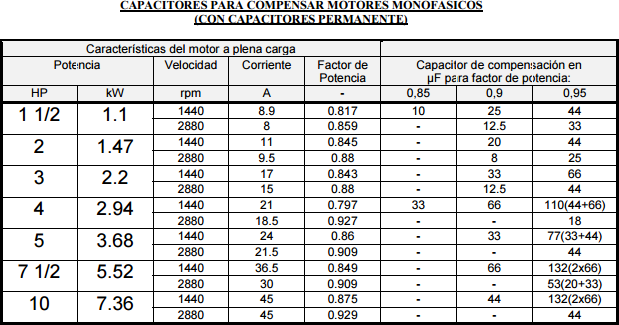 CAPACITORES PARA COMPENSAR MOTORES MONOFASICOS
(CON CAPACITORES PERMANENTE)
Características del motor a plena carga
Potencia Velocidad Corriente Factor de Potencia Capacitor de compensación en µF para factor de potencia:
HP kW rpm A - 0,85 0,9 0,95
1 1/2 1.1 1440 8.9 0.817 10 25 44
2880 8 0.859 - 12.5 33
2 1.47 1440 11 0.845 - 20 44
2880 9.5 0.88 - 8 25
3 2.2 1440 17 0.843 - 33 66
2880 15 0.88 - 12.5 44
4 2.94 1440 21 0.797 33 66 110(44+66)
2880 18.5 0.927 - - 18
5 3.68 1440 24 0.86 - 33 77(33+44)
2880 21.5 0.909 - - 44
7 1/2 5.52 1440 36.5 0.849 - 66 132(2x66)
2880 30 0.909 - - 53(20+33)
10 7.36 1440 45 0.875 - 44 132(2x66)
2880 45 0.929 - - 44